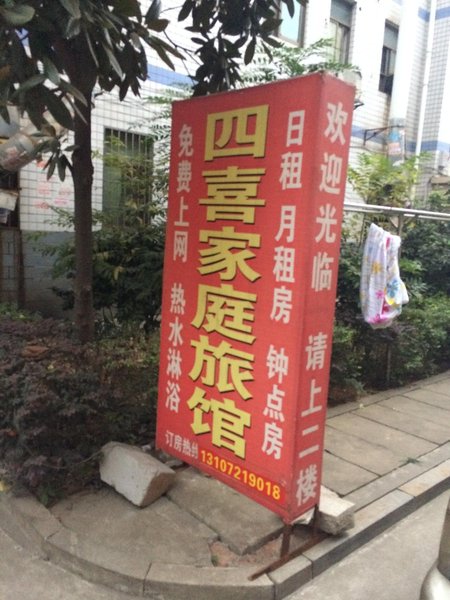 四喜家庭旅馆
免费上网 热水淋浴
日租 月租房 钟点房
订房热线
13107219018
欢迎光临 请上二楼